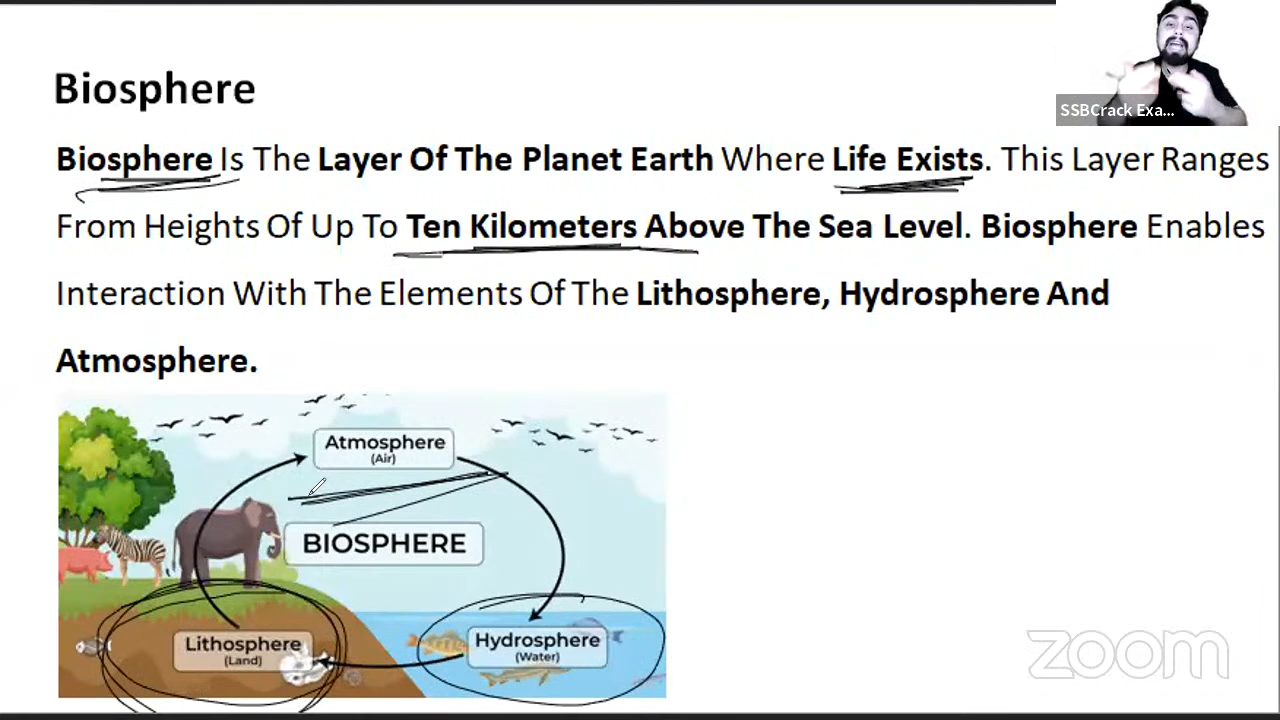 SSBCrack Exa...
Biosphere
Biosphere Is The Layer Of The Planet Earth Where Life Exists. This Layer Ranges
From Heights Of Up To Ten Kilometers Above The Sea Level. Biosphere Enables
Interaction With The Elements Of The Lithosphere, Hydrosphere And
Atmosphere.
Atmosphere
(Air)
BIOSPHERE
Lithosphere
(Land)
Hydrosphere
(Water)
zoom